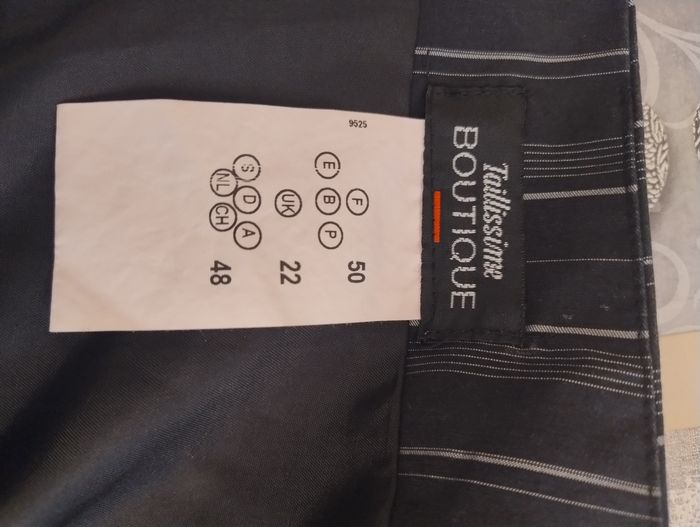 Taillissime
BOUTIQUE
9525
F 50
E B P
UK 22
S D A
NL CH 48